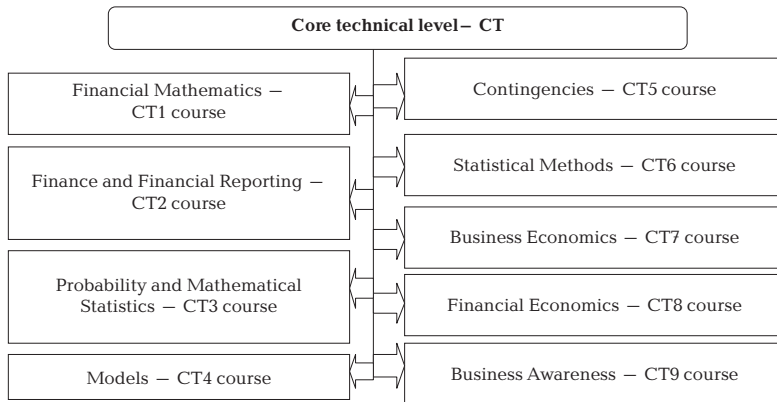 Core technical level – CT
Financial Mathematics –
CT1 course
Finance and Financial Reporting –
CT2 course
Probability and Mathematical
Statistics – CT3 course
Models – CT4 course
Contingencies – CT5 course
Statistical Methods – CT6 course
Business Economics – CT7 course
Financial Economics – CT8 course
Business Awareness – CT9 course